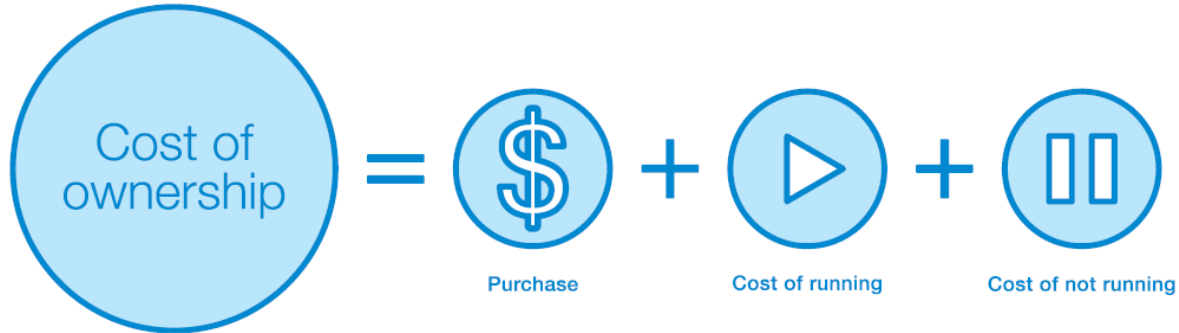 Cost of
ownership
=
$
+
+
Purchase
Cost of running
Cost of not running